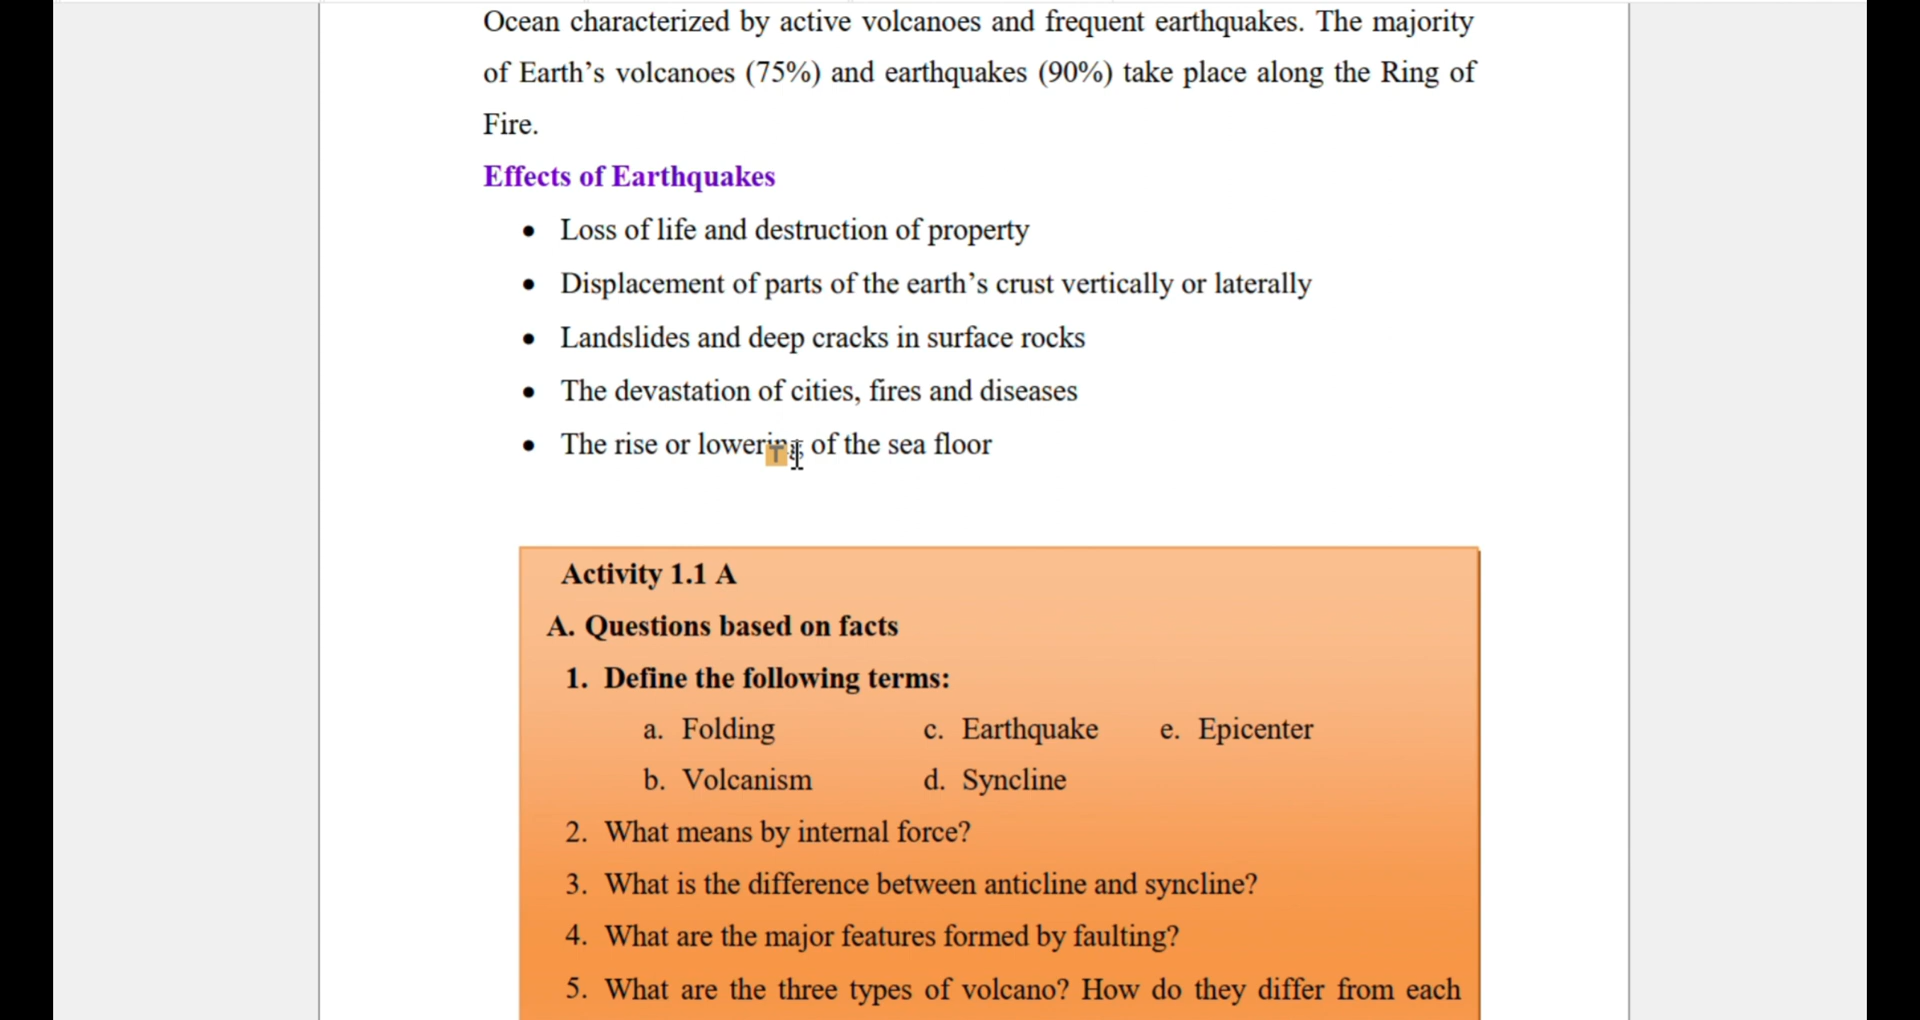 Ocean characterized by active volcanoes and frequent earthquakes. The majority
of Earth’s volcanoes (75%) and earthquakes (90%) take place along the Ring of
Fire.
Effects of Earthquakes
• Loss of life and destruction of property
• Displacement of parts of the earth’s crust vertically or laterally
• Landslides and deep cracks in surface rocks
• The devastation of cities, fires and diseases
• The rise or lowering of the sea floor
Activity 1.1 A
A. Questions based on facts
1. Define the following terms:
a. Folding c. Earthquake e. Epicenter
b. Volcanism d. Syncline
2. What means by internal force?
3. What is the difference between anticline and syncline?
4. What are the major features formed by faulting?
5. What are the three types of volcano? How do they differ from each